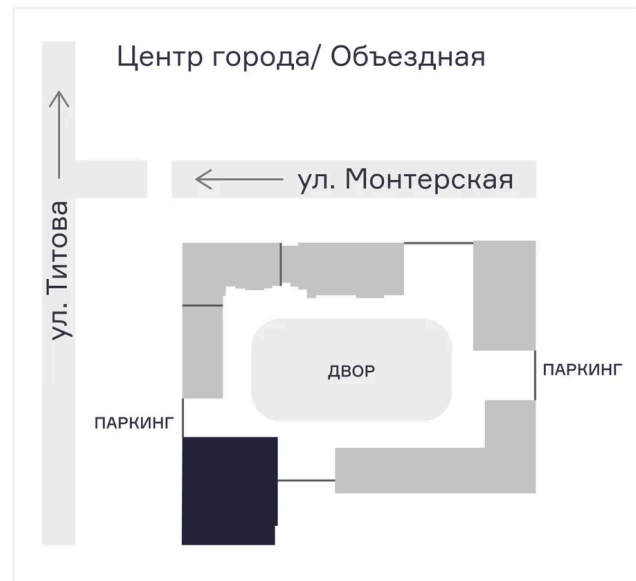 Центр города/ Объездная
ул. Монтерская
ул. Титова
ДВОР
ПАРКИНГ
ПАРКИНГ